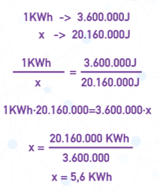 1KWh -> 3.600.000J
x -> 20.160.000J
1KWh / x = 3.600.000J / 20.160.000J
1KWh·20.160.000=3.600.000·x
x = 20.160.000 KWh / 3.600.000
x = 5,6 KWh